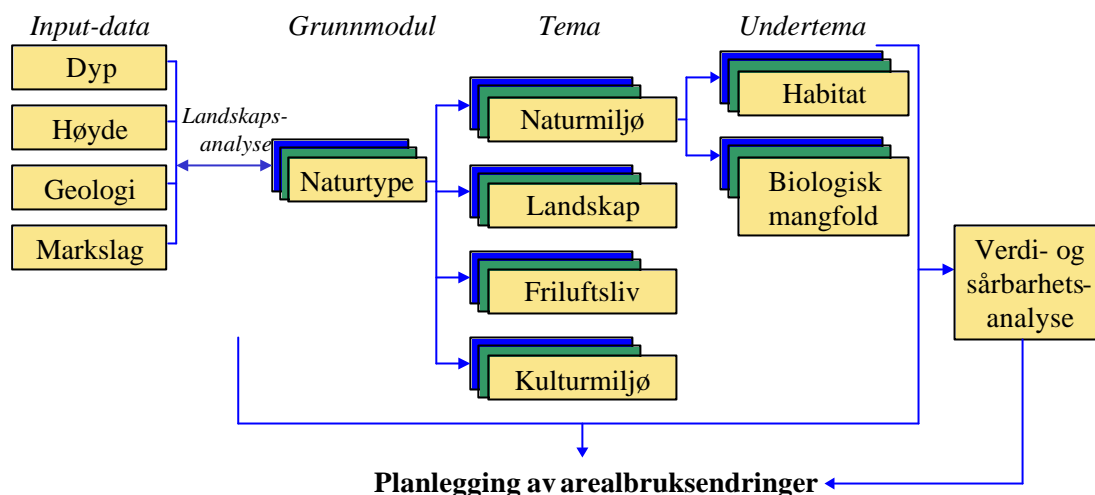 Input-data
Grunnmodul
Tema
Undertema
Dyp
Høyde
Geologi
Markslag
Landskaps-
analyse
Naturtype
Naturmiljø
Landskap
Friluftsliv
Kulturmiljø
Habitat
Biologisk
mangfold
Verdi- og
sårbarhets-
analyse
Planlegging av arealbruksendringer